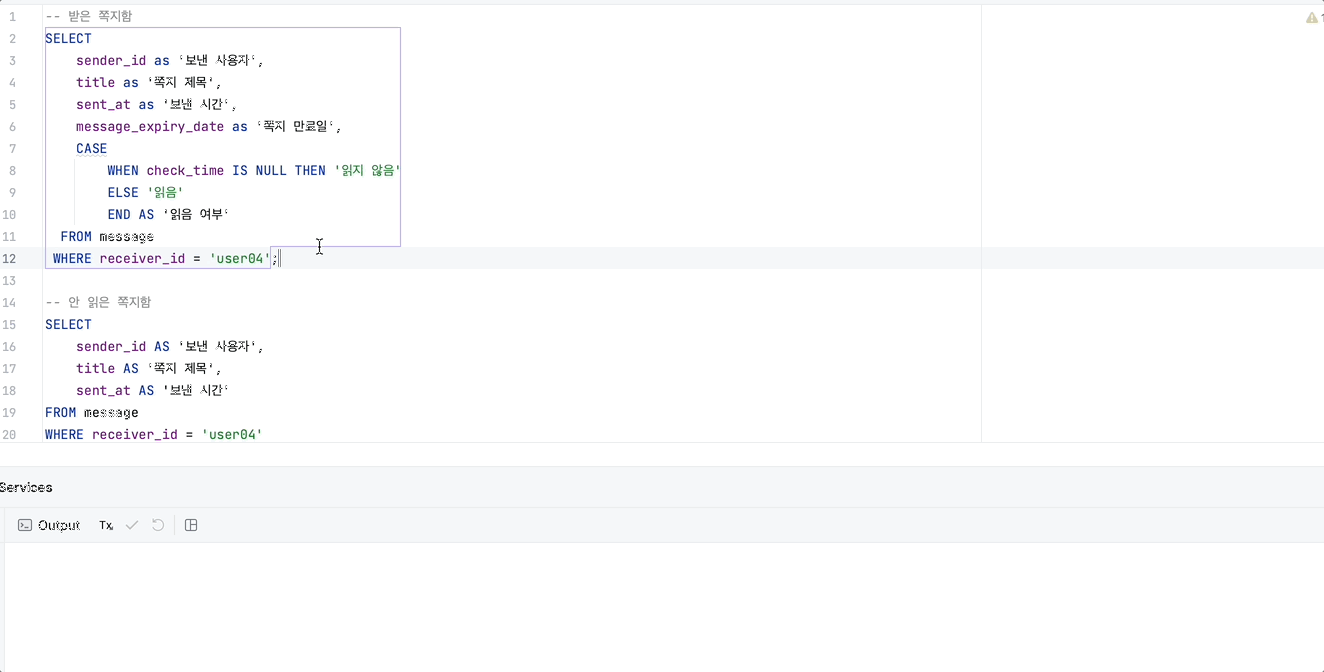 1 -- 받은 쪽지함
2 SELECT
3 sender_id as '보낸 사용자',
4 title as '쪽지 제목',
5 sent_at as '보낸 시간',
6 message_expiry_date as '쪽지 만료일',
7 CASE
8 WHEN check_time IS NULL THEN '읽지 않음'
9 ELSE '읽음'
10 END AS '읽음 여부'
11 FROM message
12 WHERE receiver_id = 'user04';
13
14 -- 안 읽은 쪽지함
15 SELECT
16 sender_id AS '보낸 사용자',
17 title AS '쪽지 제목',
18 sent_at AS '보낸 시간'
19 FROM message
20 WHERE receiver_id = 'user04'
Services
Output Tx